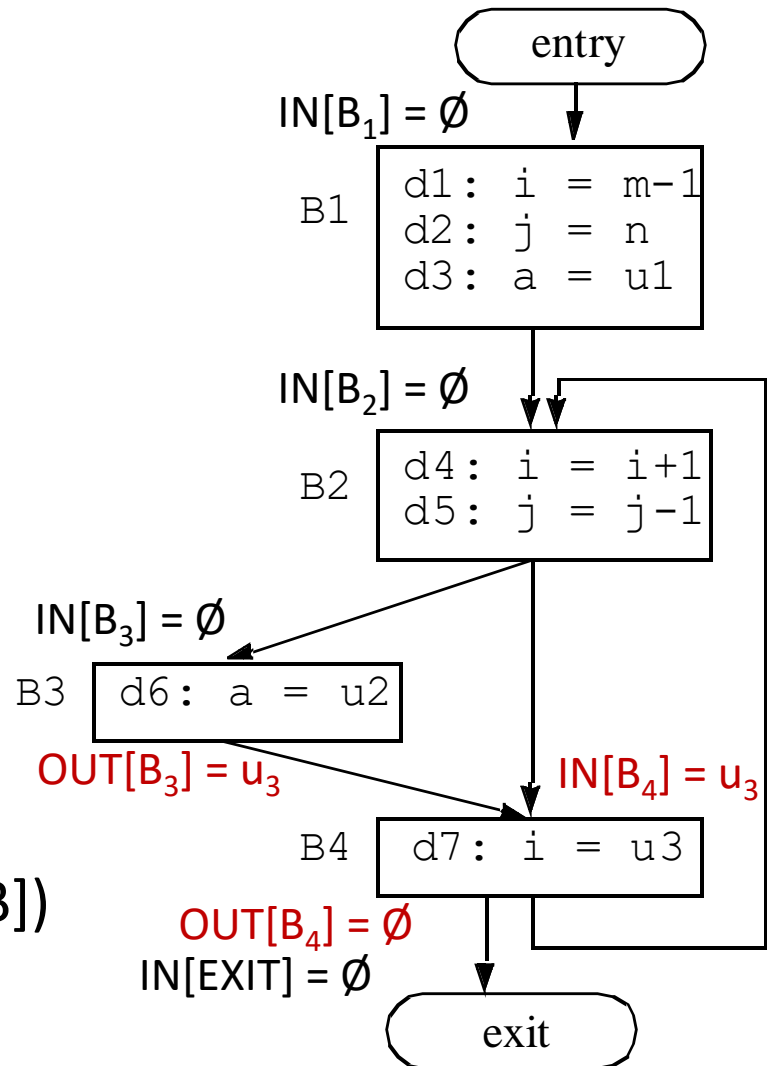 entry
IN[B₁] = Ø
B1
d1: i = m-1
d2: j = n
d3: a = u1
IN[B₂] = Ø
B2
d4: i = i+1
d5: j = j-1
IN[B₃] = Ø
B3
d6: a = u2
OUT[B₃] = u₃
IN[B₄] = u₃
B4
d7: i = u3
B])
OUT[B₄] = Ø
IN[EXIT] = Ø
exit